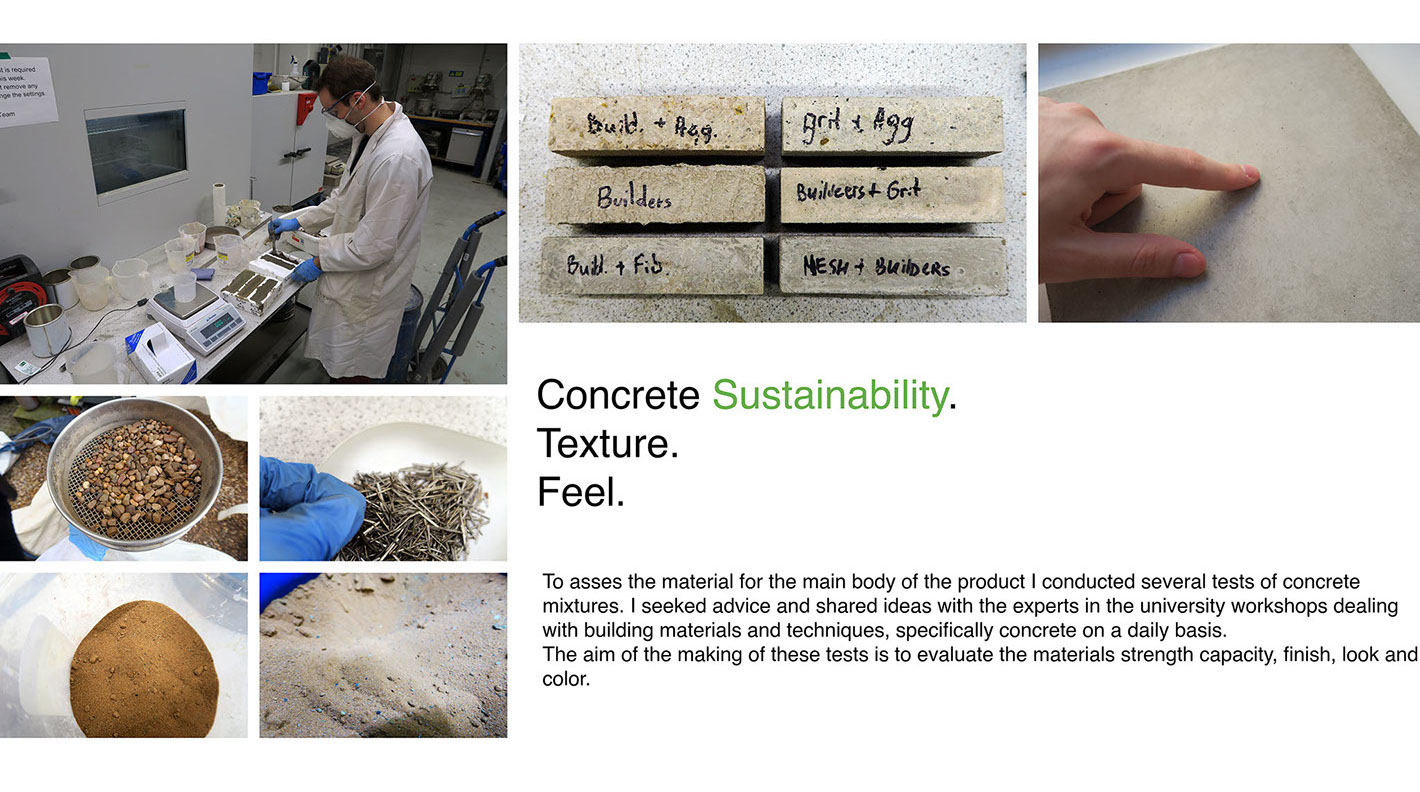 t is required
his week.
t remove any
nge the settings.
Team
Build. + Agg.
Grit + Agg
Builders
Builders + Grit
Build. + Fib.
MESH + BUILDERS
Concrete Sustainability.
Texture.
Feel.
To asses the material for the main body of the product I conducted several tests of concrete
mixtures. I seeked advice and shared ideas with the experts in the university workshops dealing
with building materials and techniques, specifically concrete on a daily basis.
The aim of the making of these tests is to evaluate the materials strength capacity, finish, look and
color.